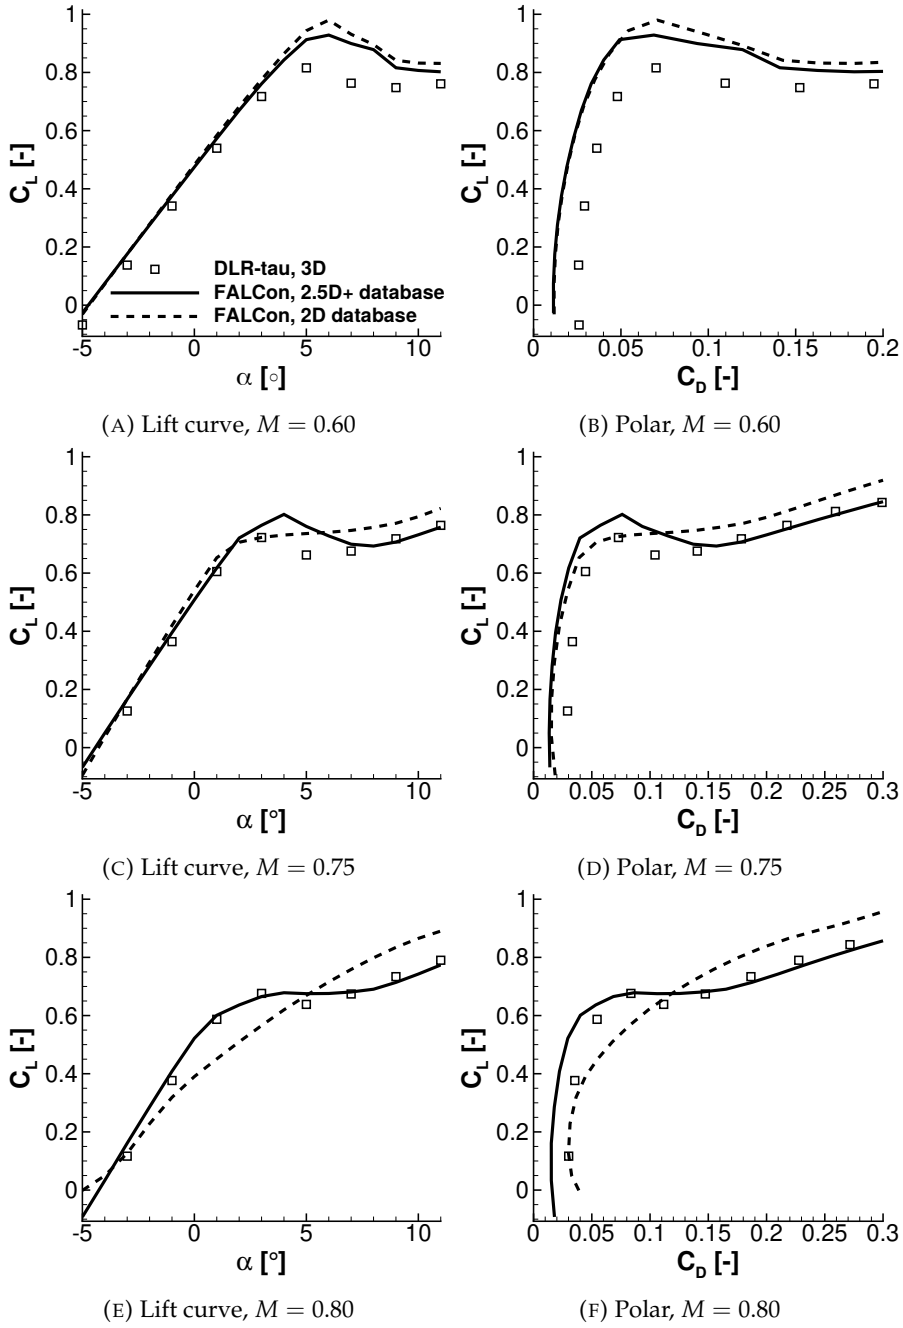 1
0.8
0.6
0.4
0.2
0
C_L [-]
DLR-tau, 3D
FALCon, 2.5D+ database
FALCon, 2D database
-5 0 5 10
α [◦]
(A) Lift curve, M = 0.60
1
0.8
0.6
0.4
0.2
0
C_L [-]
0 0.05 0.1 0.15 0.2
C_D [-]
(B) Polar, M = 0.60
1
0.8
0.6
0.4
0.2
0
C_L [-]
-5 0 5 10
α [°]
(C) Lift curve, M = 0.75
1
0.8
0.6
0.4
0.2
0
C_L [-]
0 0.05 0.1 0.15 0.2 0.25 0.3
C_D [-]
(D) Polar, M = 0.75
1
0.8
0.6
0.4
0.2
0
C_L [-]
-5 0 5 10
α [°]
(E) Lift curve, M = 0.80
1
0.8
0.6
0.4
0.2
0
C_L [-]
0 0.05 0.1 0.15 0.2 0.25 0.3
C_D [-]
(F) Polar, M = 0.80